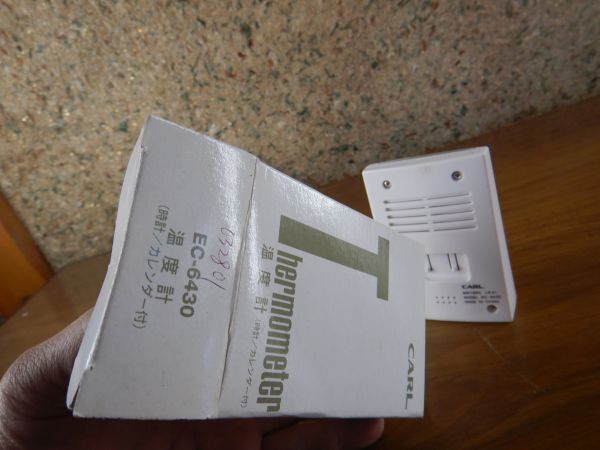 EC-6430
温度計
(時計/カレンダー付)
Thermometer
温度計 (時計/カレンダー付)
CARL
CARL